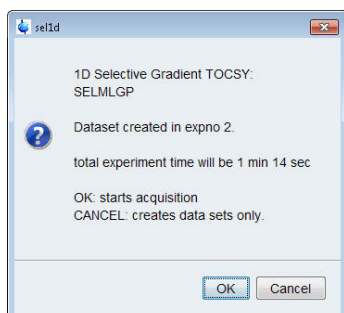 sel1d
1D Selective Gradient TOCSY:
SELMLGP
Dataset created in expno 2.
total experiment time will be 1 min 14 sec
OK: starts acquisition
CANCEL: creates data sets only.
OK
Cancel